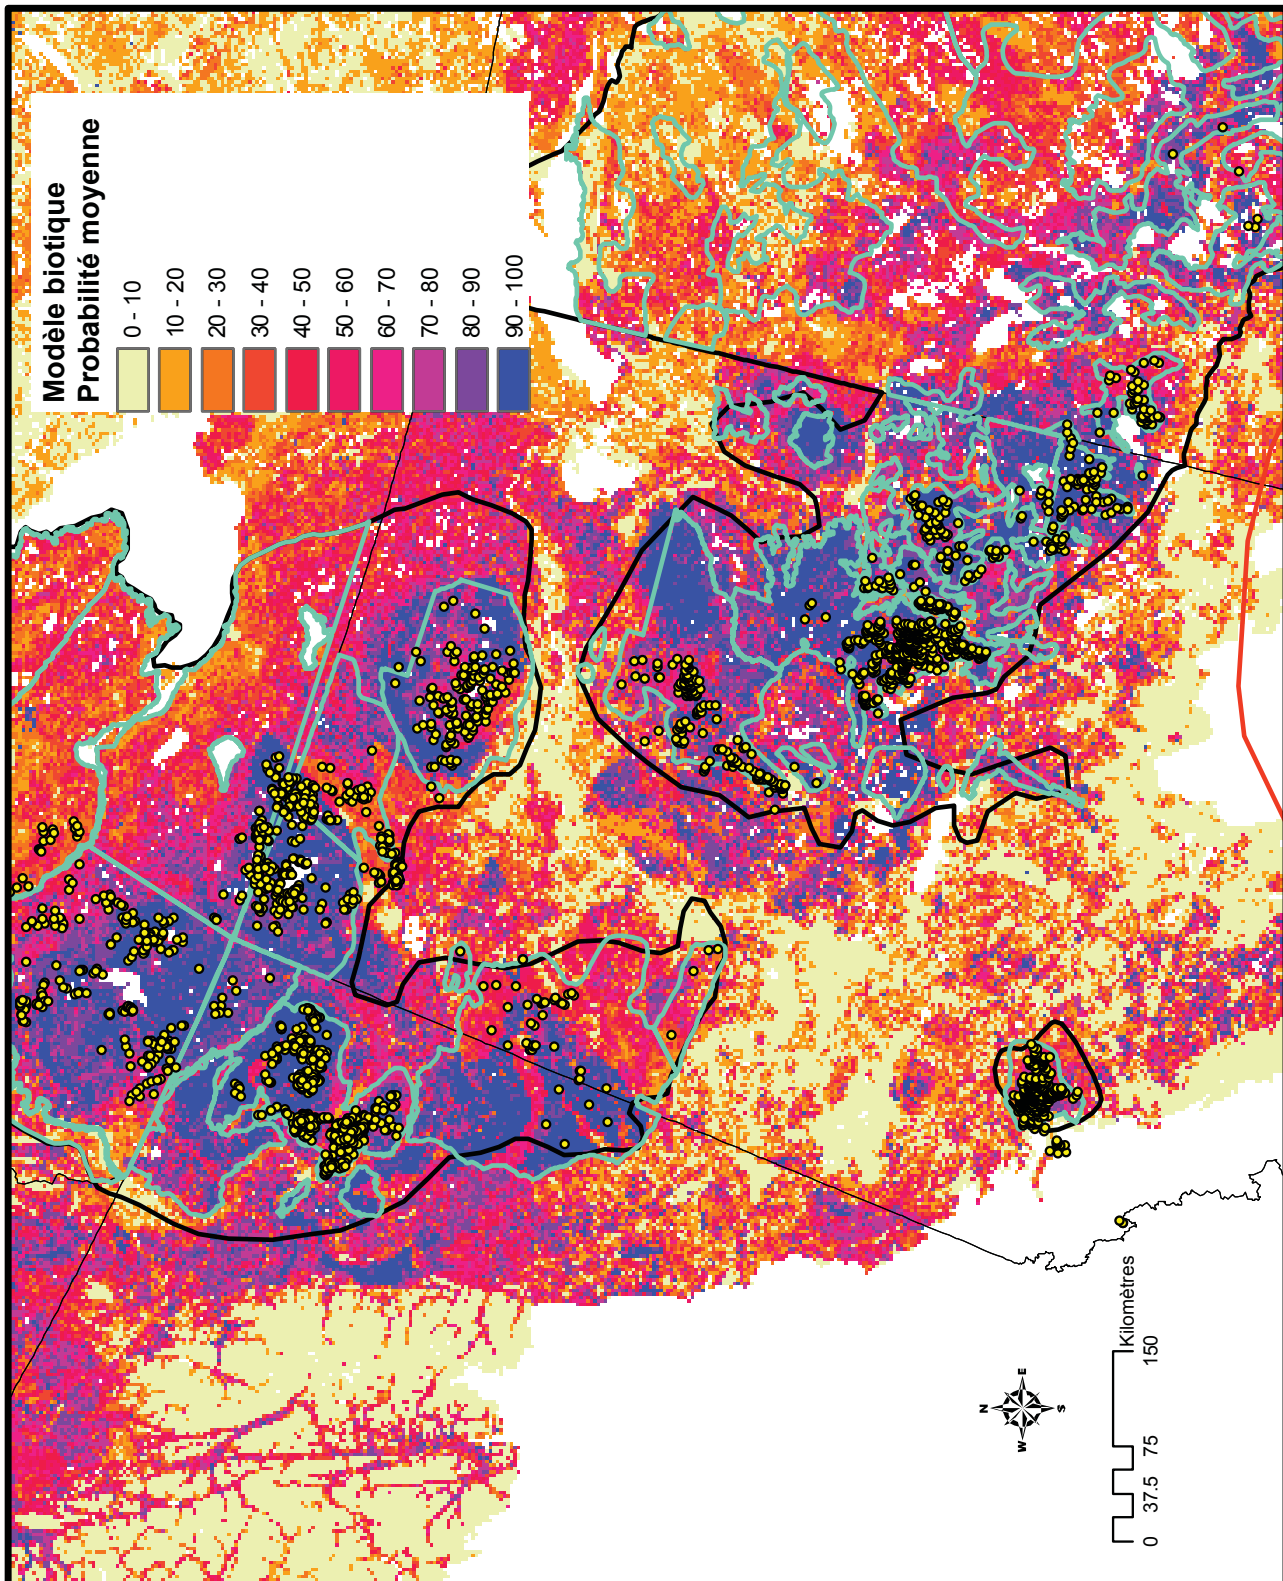 Modèle biotique
Probabilité moyenne
0 - 10
10 - 20
20 - 30
30 - 40
40 - 50
50 - 60
60 - 70
70 - 80
80 - 90
90 - 100
N
W E
S
Kilomètres
0 37.5 75 150